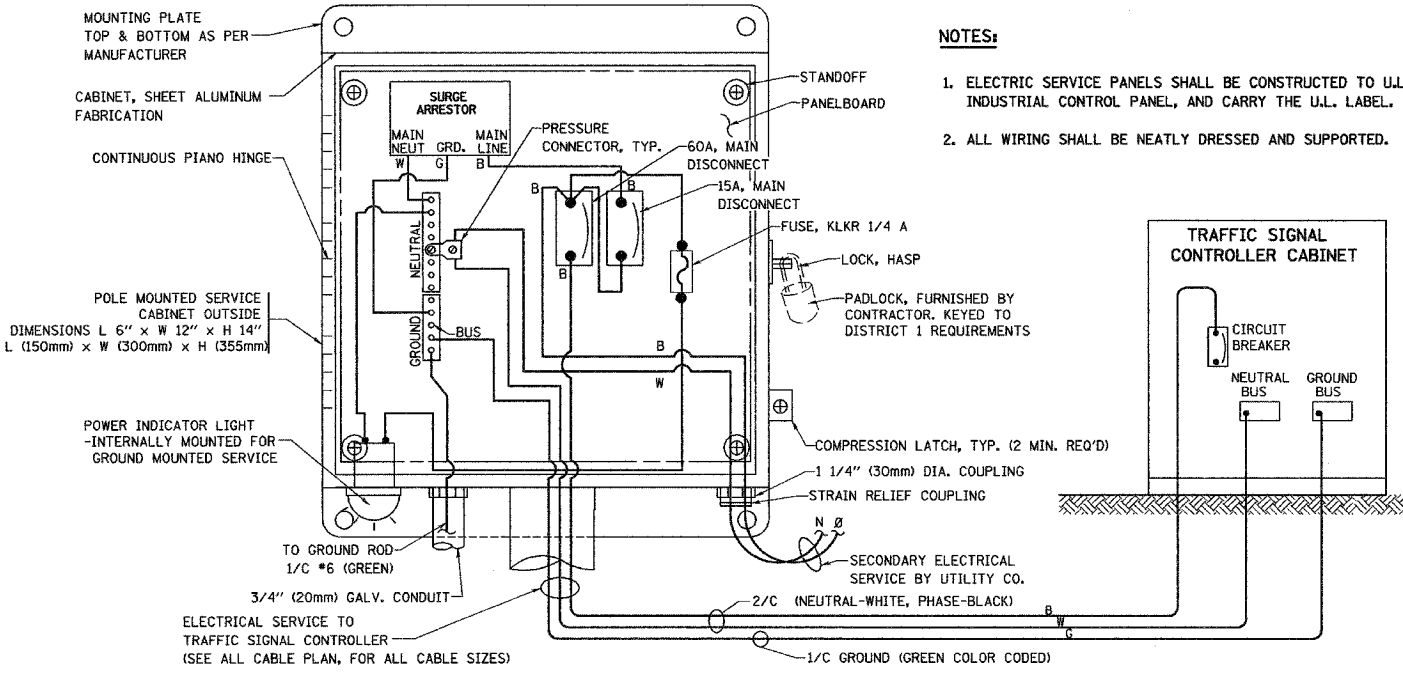 MOUNTING PLATE
TOP & BOTTOM AS PER
MANUFACTURER
CABINET, SHEET ALUMINUM
FABRICATION
CONTINUOUS PIANO HINGE
POLE MOUNTED SERVICE
CABINET OUTSIDE
DIMENSIONS L 6" x W 12" x H 14"
L (150mm) x W (300mm) x H (355mm)
POWER INDICATOR LIGHT
-INTERNALLY MOUNTED FOR
GROUND MOUNTED SERVICE
SURGE
ARRESTOR
MAIN
NEUT
GRD.
MAIN
LINE
W
G
B
NEUTRAL
GROUND
BUS
PRESSURE
CONNECTOR, TYP.
B
B
B
B
W
STANDOFF
PANELBOARD
60A, MAIN
DISCONNECT
15A, MAIN
DISCONNECT
FUSE, KLKR 1/4 A
LOCK, HASP
PADLOCK, FURNISHED BY
CONTRACTOR. KEYED TO
DISTRICT 1 REQUIREMENTS
COMPRESSION LATCH, TYP. (2 MIN. REQ'D)
1 1/4" (30mm) DIA. COUPLING
STRAIN RELIEF COUPLING
N Ø
SECONDARY ELECTRICAL
SERVICE BY UTILITY CO.
TO GROUND ROD
1/C #6 (GREEN)
3/4" (20mm) GALV. CONDUIT
ELECTRICAL SERVICE TO
TRAFFIC SIGNAL CONTROLLER
(SEE ALL CABLE PLAN, FOR ALL CABLE SIZES)
2/C (NEUTRAL-WHITE, PHASE-BLACK)
B
W
G
1/C GROUND (GREEN COLOR CODED)
NOTES:
1. ELECTRIC SERVICE PANELS SHALL BE CONSTRUCTED TO U.L
INDUSTRIAL CONTROL PANEL, AND CARRY THE U.L. LABEL.
2. ALL WIRING SHALL BE NEATLY DRESSED AND SUPPORTED.
TRAFFIC SIGNAL
CONTROLLER CABINET
CIRCUIT
BREAKER
NEUTRAL
BUS
GROUND
BUS